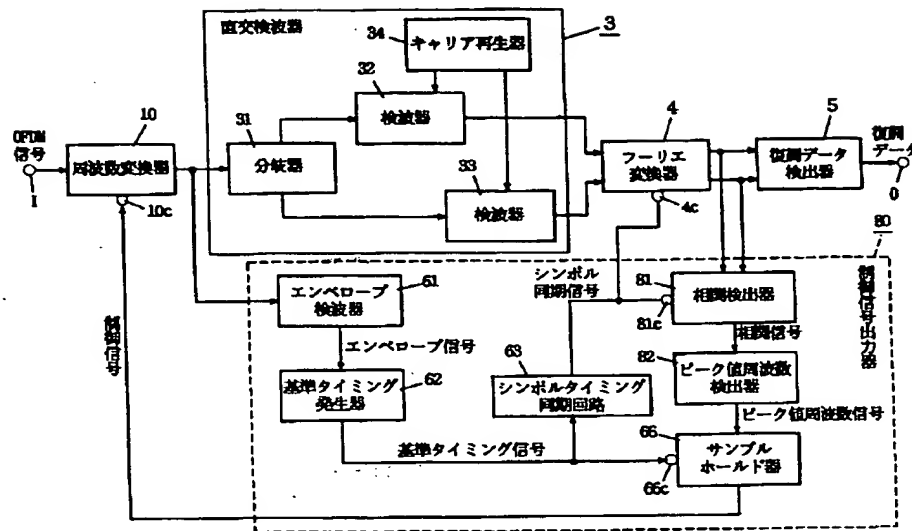 直交検波器
3
34
キャリア再生器
32
検波器
10
31
4
5
OFDM
信号
周波数変換器
分岐器
フーリエ
変換器
復調データ
検出器
復調
データ
1
10c
33
検波器
4c
0
80
シンボル
同期信号
61
エンベロープ
検波器
81
相関検出器
81c
制御信号出力器
制御信号
エンベロープ信号
相関信号
62
基準タイミング
発生器
63
シンボルタイミング
同期回路
82
ピーク値周波数
検出器
ピーク値周波数信号
基準タイミング信号
66
サンプル
ホールド器
66c